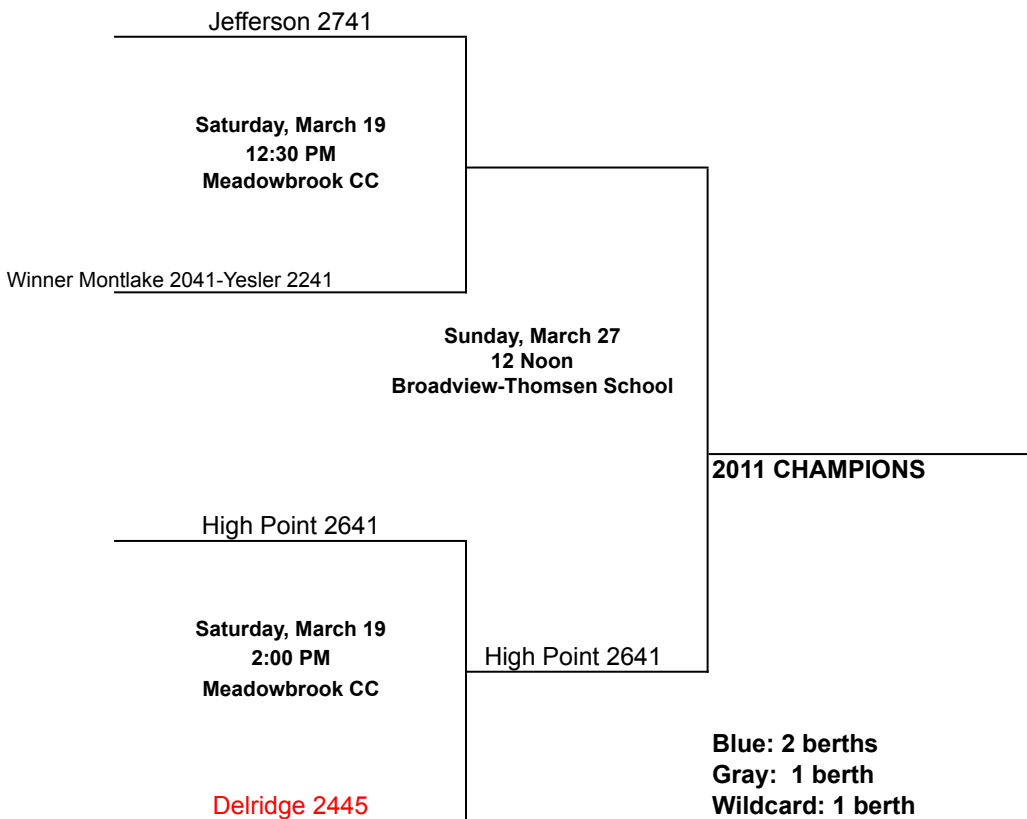 Jefferson 2741
Saturday, March 19
12:30 PM
Meadowbrook CC
Winner Montlake 2041-Yesler 2241
Sunday, March 27
12 Noon
Broadview-Thomsen School
2011 CHAMPIONS
High Point 2641
Saturday, March 19
2:00 PM
Meadowbrook CC
High Point 2641
Delridge 2445
Blue: 2 berths
Gray:  1 berth
Wildcard: 1 berth